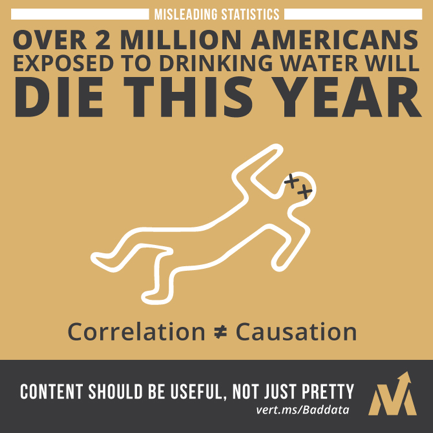 MISLEADING STATISTICS
OVER 2 MILLION AMERICANS
EXPOSED TO DRINKING WATER WILL
DIE THIS YEAR
Correlation ≠ Causation
CONTENT SHOULD BE USEFUL, NOT JUST PRETTY
vert.ms/Baddata